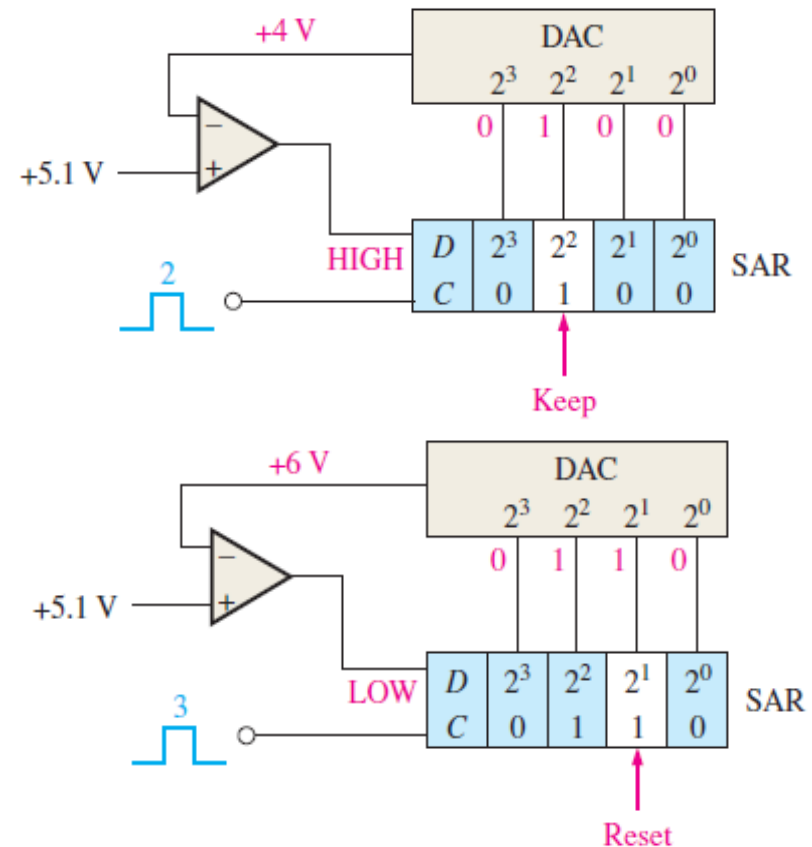 +4 V DAC
2³ 2² 2¹ 2⁰
0 1 0 0
+5.1 V − +
HIGH D 2³ 2² 2¹ 2⁰ SAR
2 C 0 1 0 0
Keep
+6 V DAC
2³ 2² 2¹ 2⁰
0 1 1 0
+5.1 V − +
LOW D 2³ 2² 2¹ 2⁰ SAR
3 C 0 1 1 0
Reset